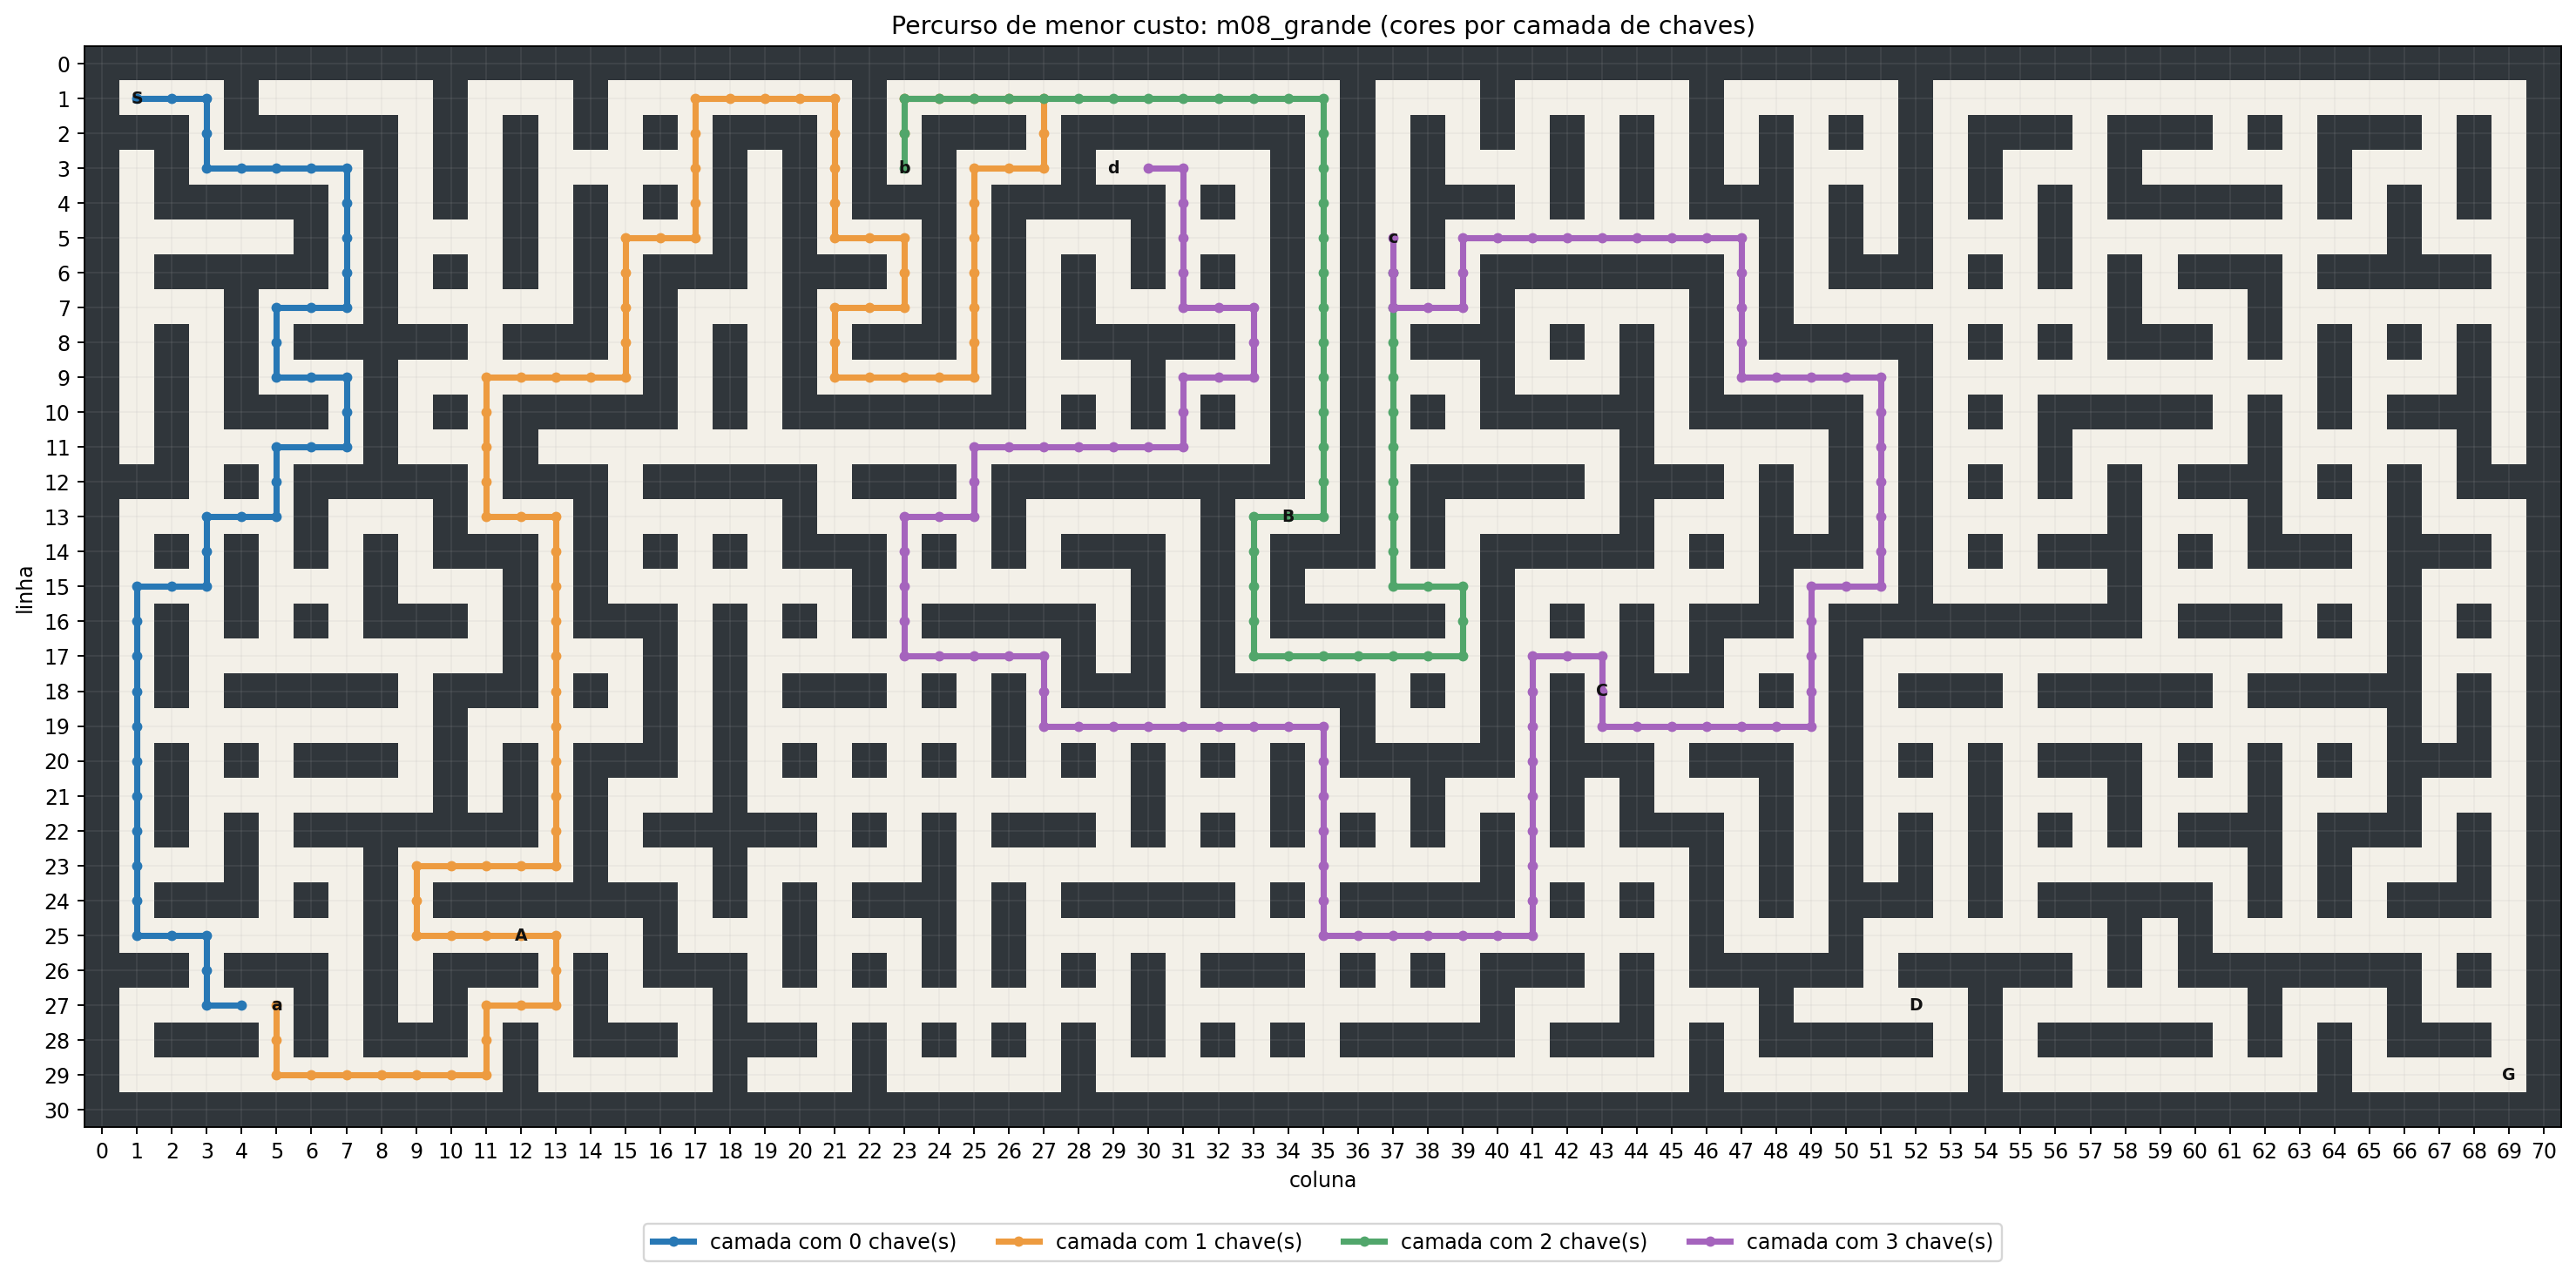 Percurso de menor custo: m08_grande (cores por camada de chaves)
0
1
2
3
4
5
6
7
8
9
10
11
12
13
14
15
16
17
18
19
20
21
22
23
24
25
26
27
28
29
30
linha
S
b
d
c
B
C
A
a
D
G
0 1 2 3 4 5 6 7 8 9 10 11 12 13 14 15 16 17 18 19 20 21 22 23 24 25 26 27 28 29 30 31 32 33 34 35 36 37 38 39 40 41 42 43 44 45 46 47 48 49 50 51 52 53 54 55 56 57 58 59 60 61 62 63 64 65 66 67 68 69 70
coluna
camada com 0 chave(s) camada com 1 chave(s) camada com 2 chave(s) camada com 3 chave(s)